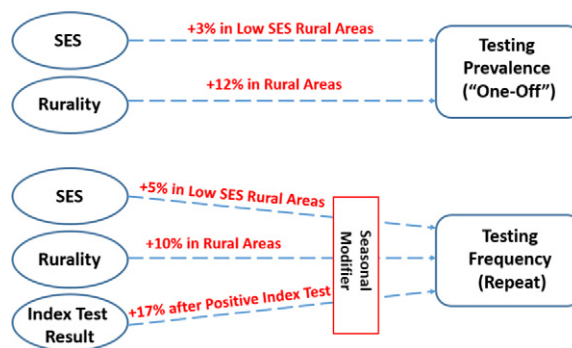 SES
+3% in Low SES Rural Areas
Rurality
+12% in Rural Areas
Testing
Prevalence
(“One-Off”)
SES
+5% in Low SES Rural Areas
Rurality
+10% in Rural Areas
Index Test
Result
+17% after Positive Index Test
Seasonal
Modifier
Testing
Frequency
(Repeat)